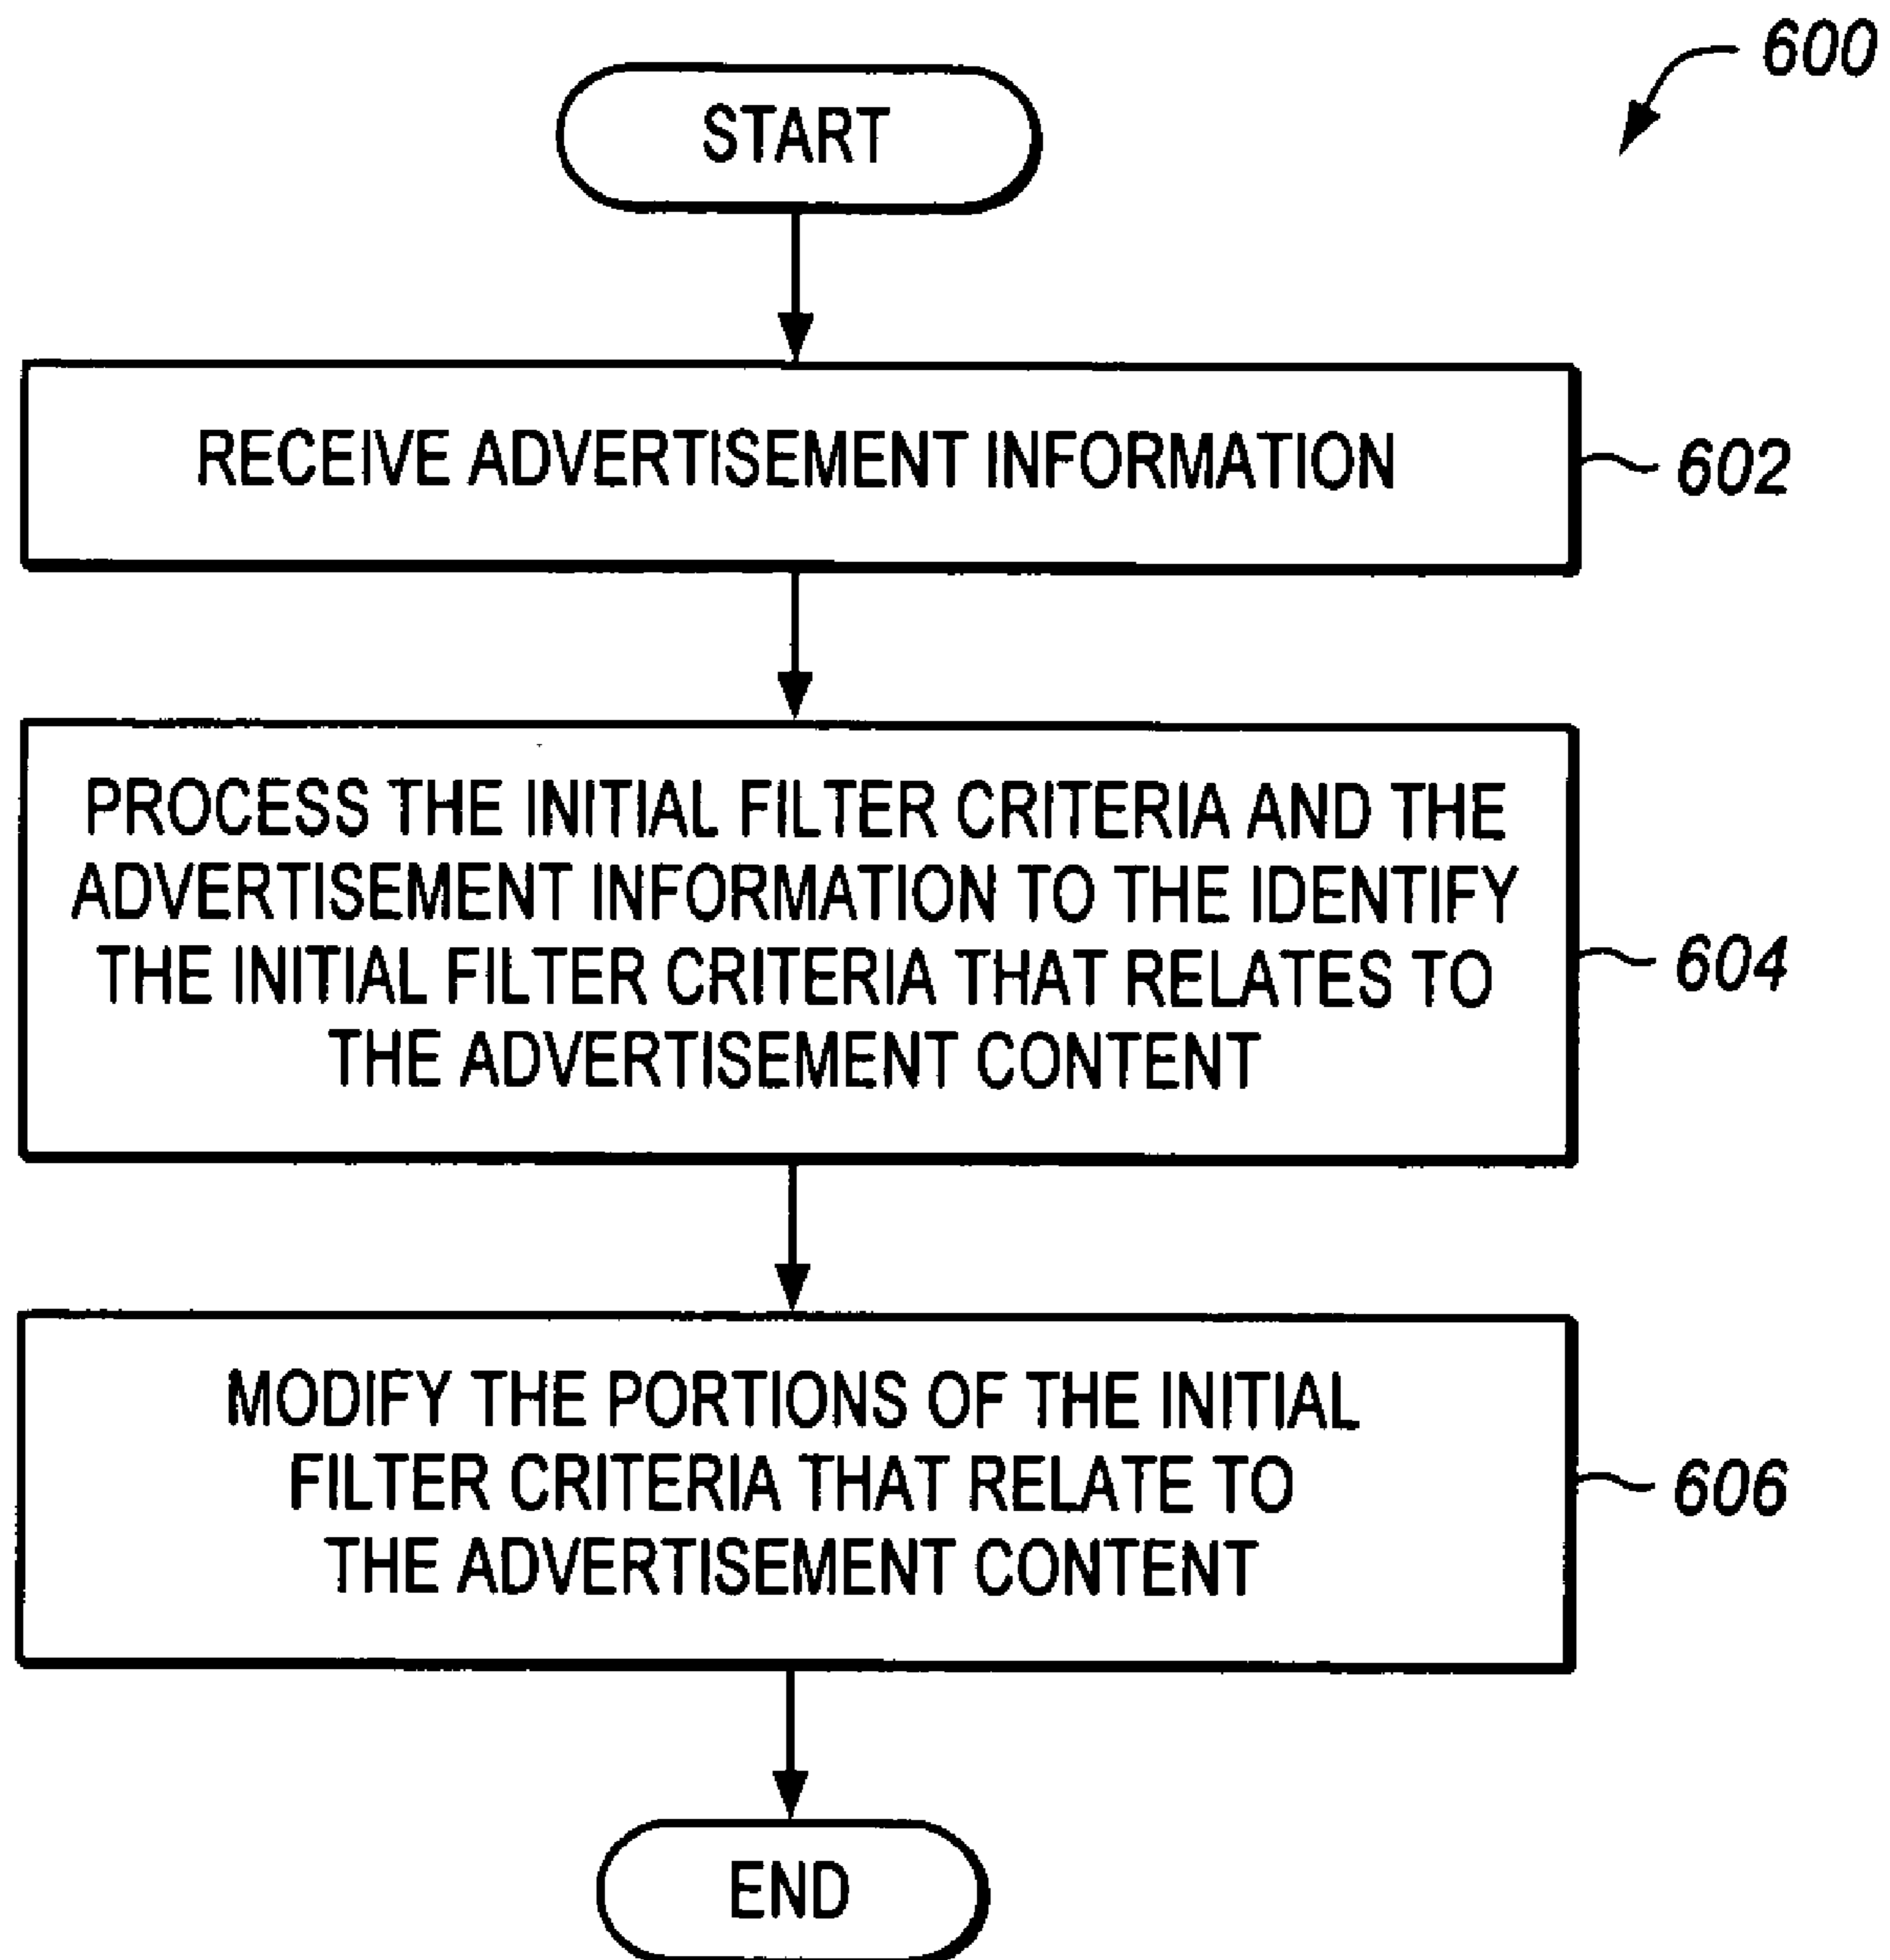 600
START
RECEIVE ADVERTISEMENT INFORMATION
602
PROCESS THE INITIAL FILTER CRITERIA AND THE
ADVERTISEMENT INFORMATION TO THE IDENTIFY
THE INITIAL FILTER CRITERIA THAT RELATES TO
THE ADVERTISEMENT CONTENT
604
MODIFY THE PORTIONS OF THE INITIAL
FILTER CRITERIA THAT RELATE TO
THE ADVERTISEMENT CONTENT
606
END